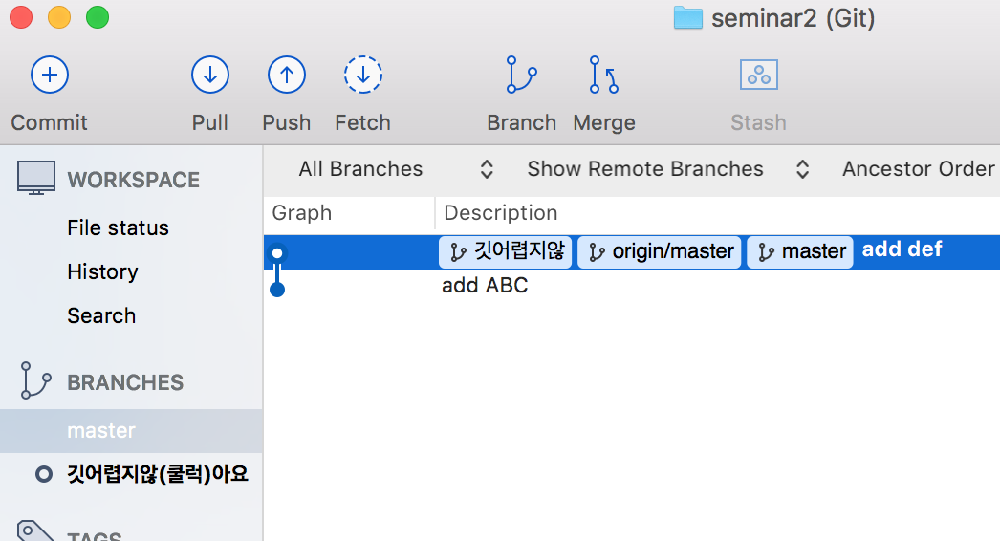 seminar2 (Git)
Commit Pull Push Fetch Branch Merge Stash
WORKSPACE
File status
History
Search
BRANCHES
master
깃어렵지않(쿨럭)아요
TAGS
All Branches Show Remote Branches Ancestor Order
Graph Description
깃어렵지않 origin/master master add def
add ABC